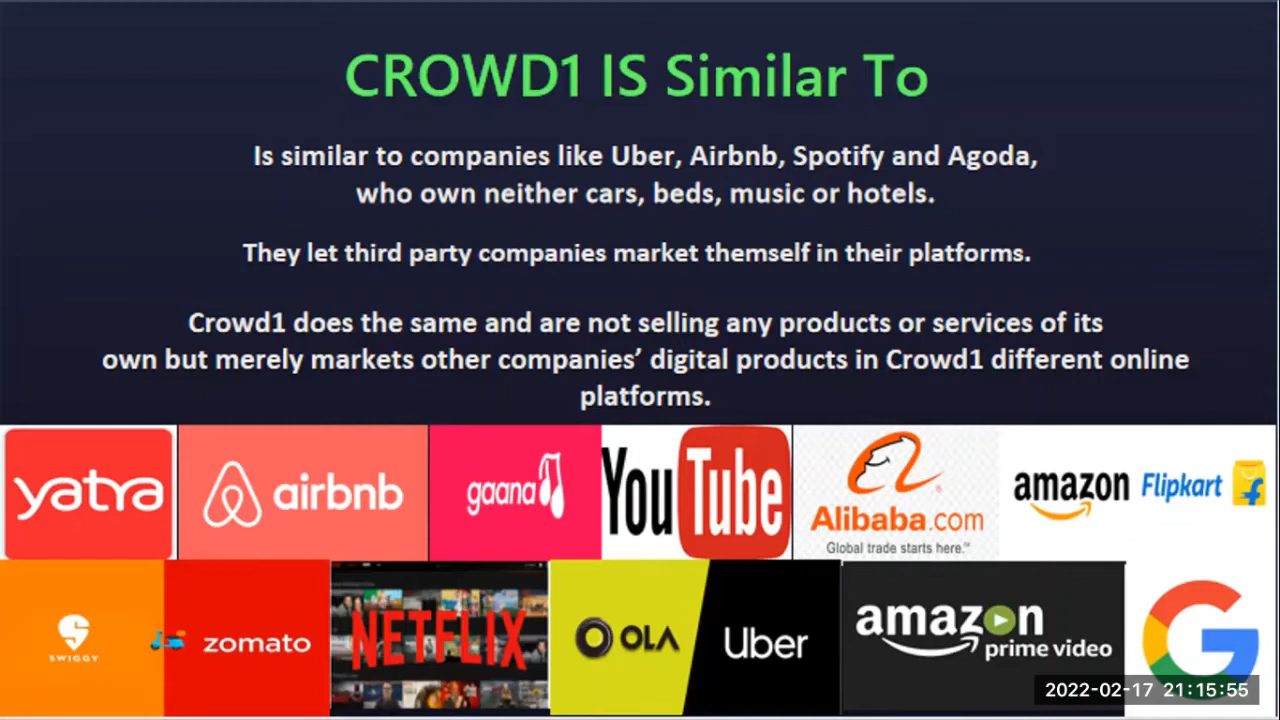 CROWD1 IS Similar To
Is similar to companies like Uber, Airbnb, Spotify and Agoda,
who own neither cars, beds, music or hotels.
They let third party companies market themself in their platforms.
Crowd1 does the same and are not selling any products or services of its
own but merely markets other companies’ digital products in Crowd1 different online
platforms.
yatra
airbnb
gaana
YouTube
Alibaba.com
Global trade starts here.™
amazon
Flipkart
SWIGGY
zomato
NETFLIX
OLA
Uber
amazon
prime video
G
2022-02-17 21:15:55